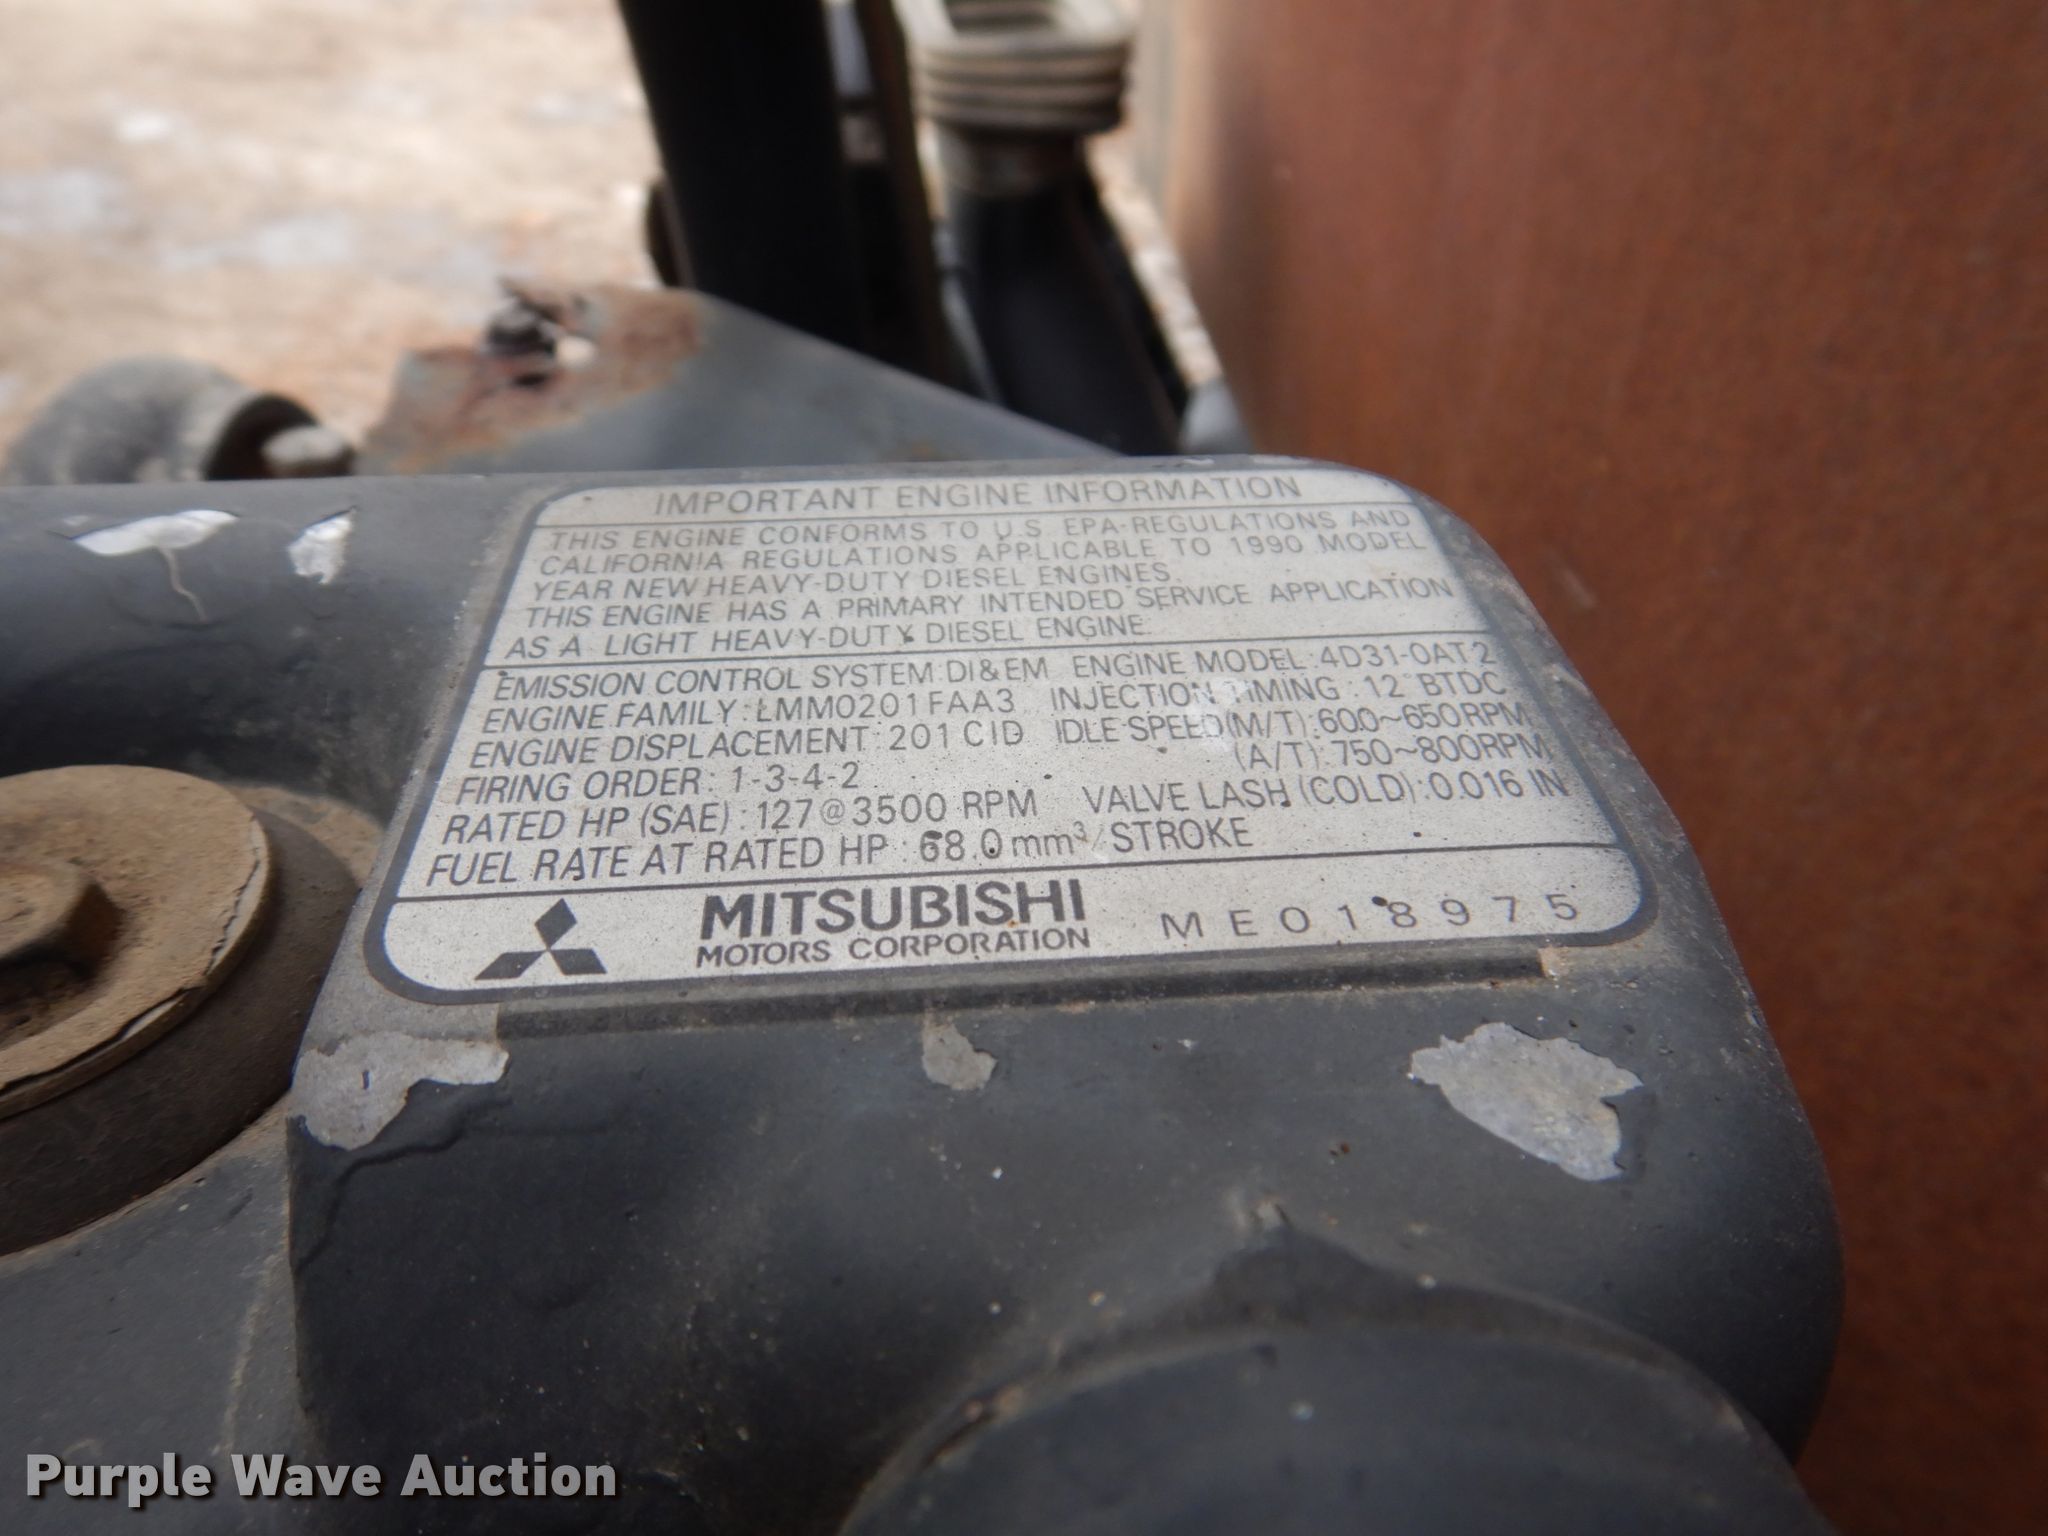 IMPORTANT ENGINE INFORMATION
THIS ENGINE CONFORMS TO U.S EPA-REGULATIONS AND
CALIFORNIA REGULATIONS APPLICABLE TO 1990 MODEL
YEAR NEW HEAVY-DUTY DIESEL ENGINES.
THIS ENGINE HAS A PRIMARY INTENDED SERVICE APPLICATION
AS A LIGHT HEAVY-DUTY DIESEL ENGINE.
EMISSION CONTROL SYSTEM:DI&EM ENGINE MODEL:4D31-0AT2
ENGINE FAMILY:LMM0201FAA3 INJECTION TIMING:12°BTDC
ENGINE DISPLACEMENT:201CID IDLE SPEED(M/T):600~650RPM
(A/T):750~800RPM
FIRING ORDER:1-3-4-2
RATED HP(SAE):127@3500 RPM VALVE LASH(COLD):0.016 IN
FUEL RATE AT RATED HP:68.0mm³/STROKE
MITSUBISHI
MOTORS CORPORATION
ME018975
Purple Wave Auction